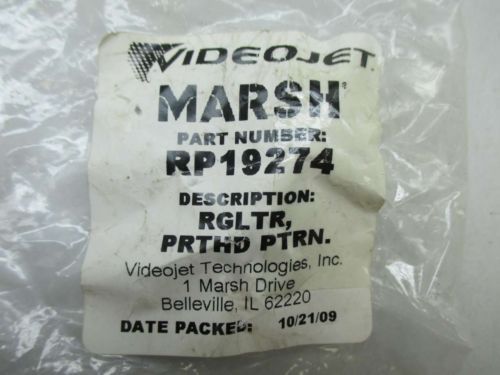 VIDEOJET.
MARSH®
PART NUMBER:
RP19274
DESCRIPTION:
RGLTR,
PRTHD PTRN.
Videojet Technologies, Inc.
1 Marsh Drive
Belleville, IL 62220
DATE PACKED: 10/21/09